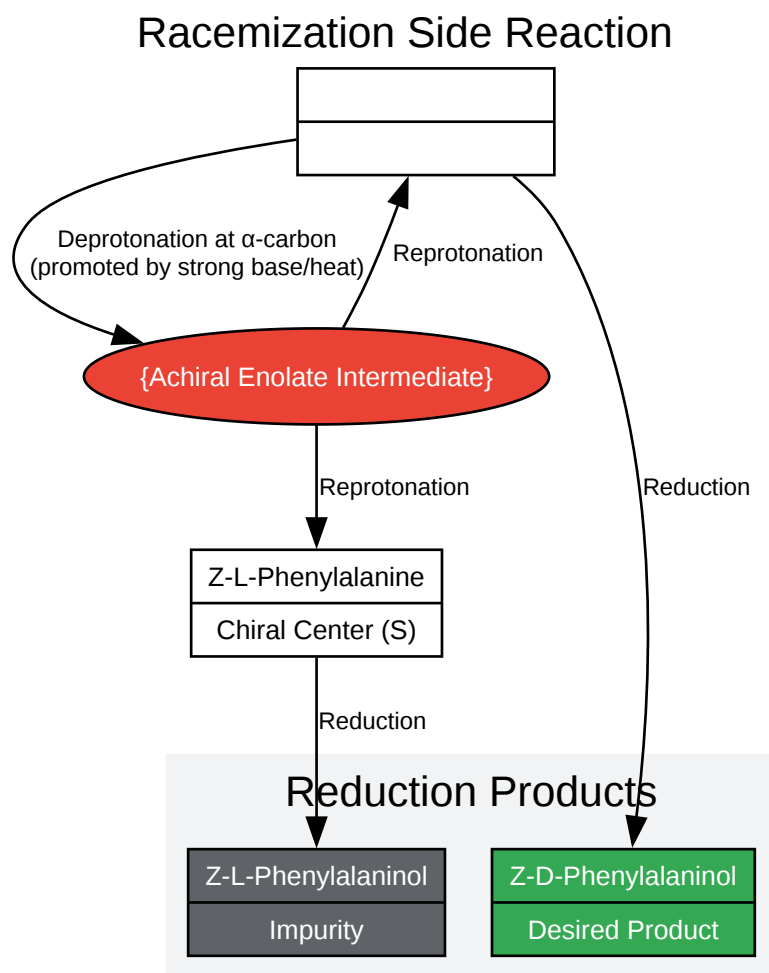 Racemization Side Reaction
Deprotonation at α-carbon
(promoted by strong base/heat)
Reprotonation
{Achiral Enolate Intermediate}
Reprotonation
Reduction
Z-L-Phenylalanine
Chiral Center (S)
Reduction
Reduction Products
Z-L-Phenylalaninol
Impurity
Z-D-Phenylalaninol
Desired Product